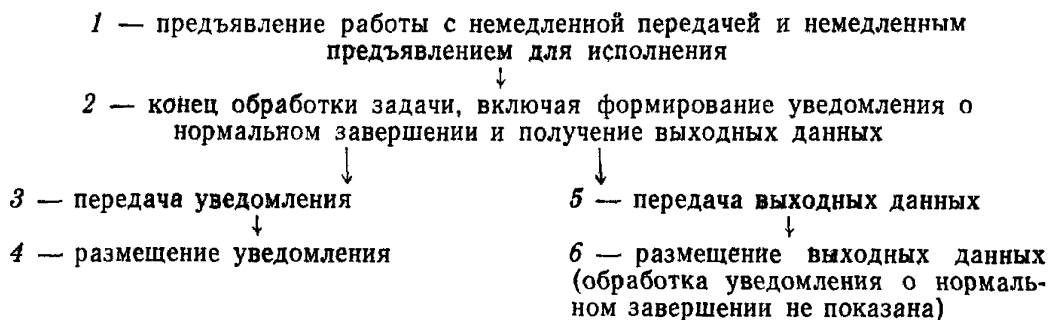 1 — предъявление работы с немедленной передачей и немедленным
предъявлением для исполнения
↓
2 — конец обработки задачи, включая формирование уведомления о
нормальном завершении и получение выходных данных
↓ ↓
3 — передача уведомления
↓
4 — размещение уведомления
5 — передача выходных данных
↓
6 — размещение выходных данных
(обработка уведомления о нормаль-
ном завершении не показана)